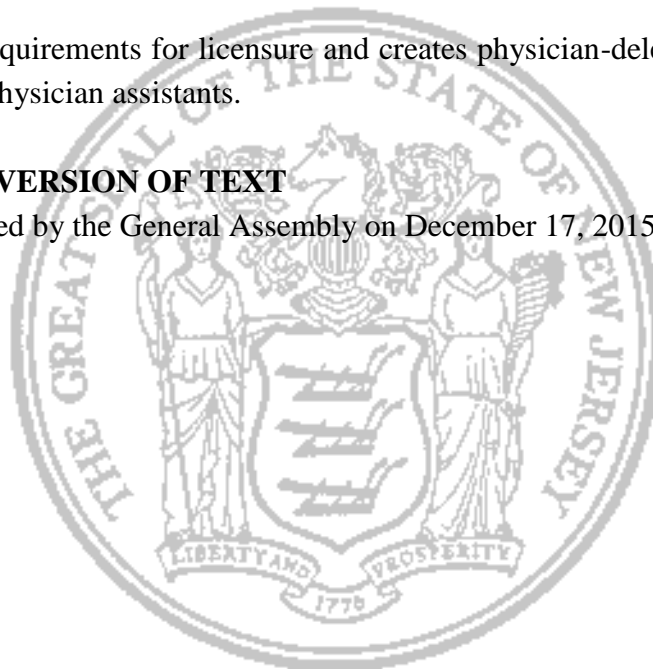 quirements for licensure and creates physician-del
hysician assistants.
VERSION OF TEXT
ed by the General Assembly on December 17, 2015
THE GREAT SEAL OF THE STATE OF NEW JERSEY
LIBERTY AND PROSPERITY
1776